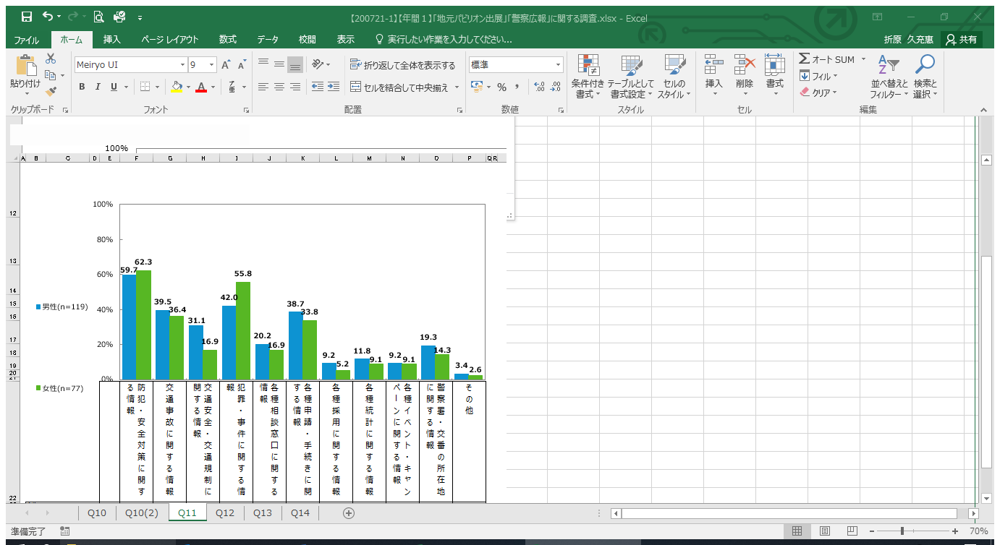 【200721-1】【年間１】「地元パビリオン出展」「警察広報」に関する調査.xlsx - Excel
ファイル ホーム 挿入 ページ レイアウト 数式 データ 校閲 表示 実行したい作業を入力してください... 折原 久充惠 共有
Meiryo UI 9 折り返して全体を表示する 標準 オート SUM
貼り付け B I U セルを結合して中央揃え % 条件付き書式 テーブルとして書式設定 セルのスタイル 挿入 削除 書式 フィル クリア 並べ替えとフィルター 検索と選択
クリップボード フォント 配置 数値 スタイル セル 編集
100%
A B C D E F G H I J K L M N O P Q R
12
13
14
15
16
17
18
19
20
21
22
100%
80%
60%
40%
20%
0%
男性(n=119)
女性(n=77)
59.7 62.3
39.5 36.4
31.1 16.9
42.0 55.8
20.2 16.9
38.7 33.8
9.2 5.2
11.8 9.1
9.2 9.1
19.3 14.3
3.4 2.6
防犯・安全対策に関する情報
交通事故に関する情報
交通安全・交通規制に関する情報
犯罪・事件に関する情報
各種相談窓口に関する情報
各種申請・手続きに関する情報
各種採用に関する情報
各種統計に関する情報
各種イベント・キャンペーンに関する情報
警察署・交番の所在地に関する情報
その他
Q10 Q10(2) Q11 Q12 Q13 Q14
準備完了 70%